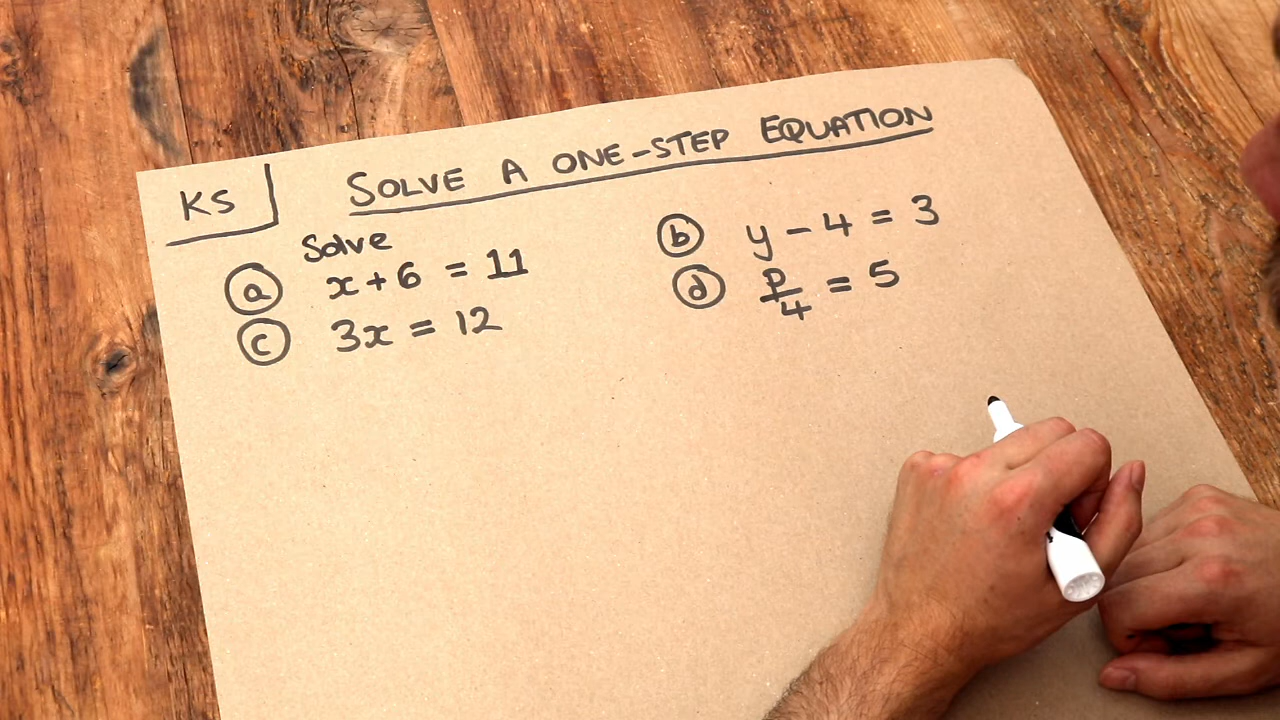 KS
SOLVE A ONE-STEP EQUATION
Solve
a x + 6 = 11
b y - 4 = 3
c 3x = 12
d p/4 = 5